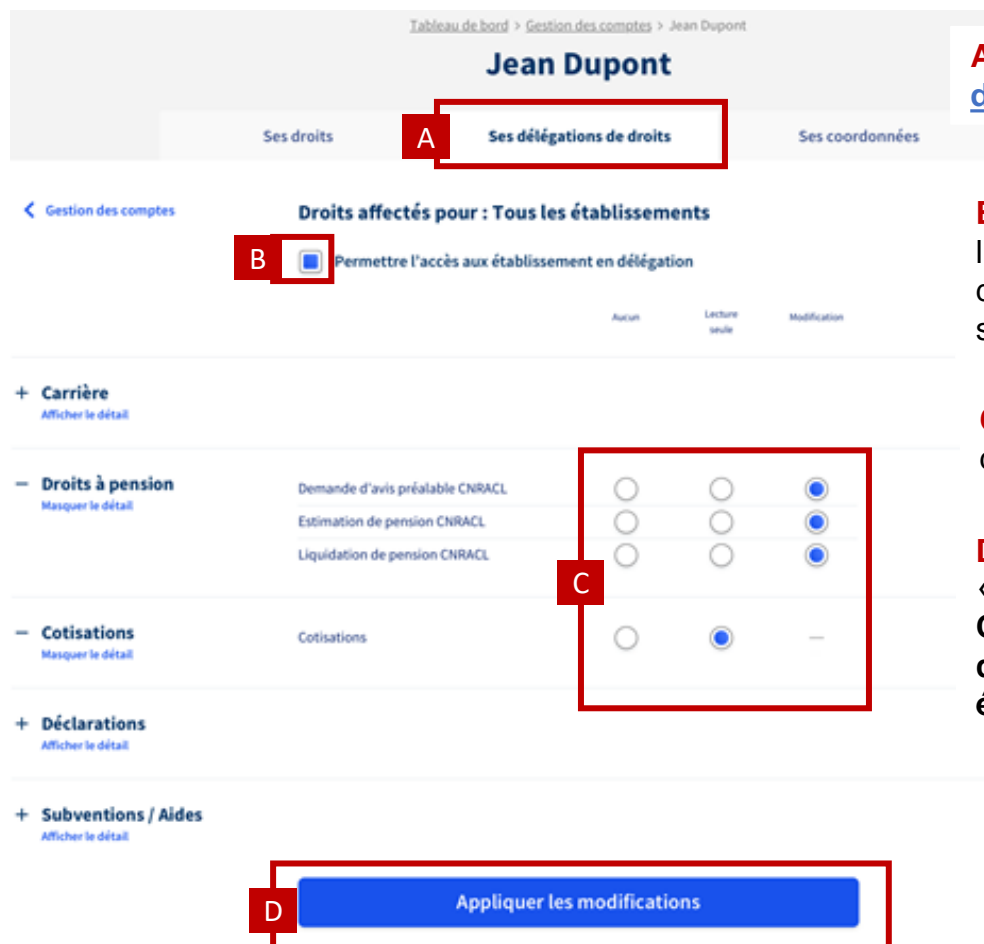 Tableau de bord > Gestion des comptes > Jean Dupont
Jean Dupont
A
d
Ses droits
A
Ses délégations de droits
Ses coordonnées
Gestion des comptes
Droits affectés pour : Tous les établissements
B
Permettre l'accès aux établissement en délégation
Aucun
Lecture seule
Modification
+ Carrière
Afficher le détail
− Droits à pension
Masquer le détail
Demande d'avis préalable CNRACL
Estimation de pension CNRACL
Liquidation de pension CNRACL
C
− Cotisations
Masquer le détail
Cotisations
—
+ Déclarations
Afficher le détail
+ Subventions / Aides
Afficher le détail
D
Appliquer les modifications